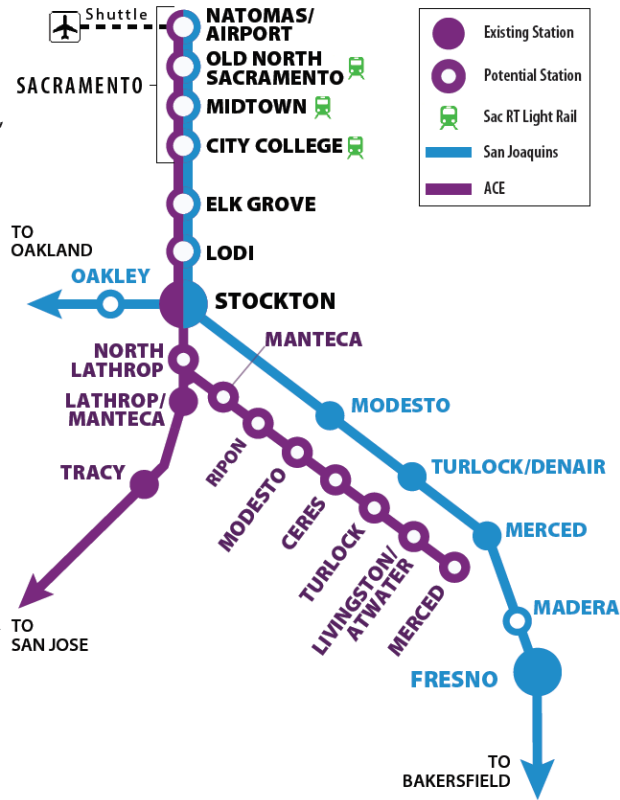 Shuttle
NATOMAS/
AIRPORT
OLD NORTH
SACRAMENTO
SACRAMENTO
MIDTOWN
CITY COLLEGE
ELK GROVE
LODI
TO
OAKLAND
OAKLEY
STOCKTON
Existing Station
Potential Station
Sac RT Light Rail
San Joaquins
ACE
NORTH
LATHROP
MANTECA
LATHROP/
MANTECA
TRACY
RIPON
MODESTO
CERES
TURLOCK
LIVINGSTON/
ATWATER
MERCED
MODESTO
TURLOCK/DENAIR
MERCED
MADERA
FRESNO
TO
SAN JOSE
TO
BAKERSFIELD